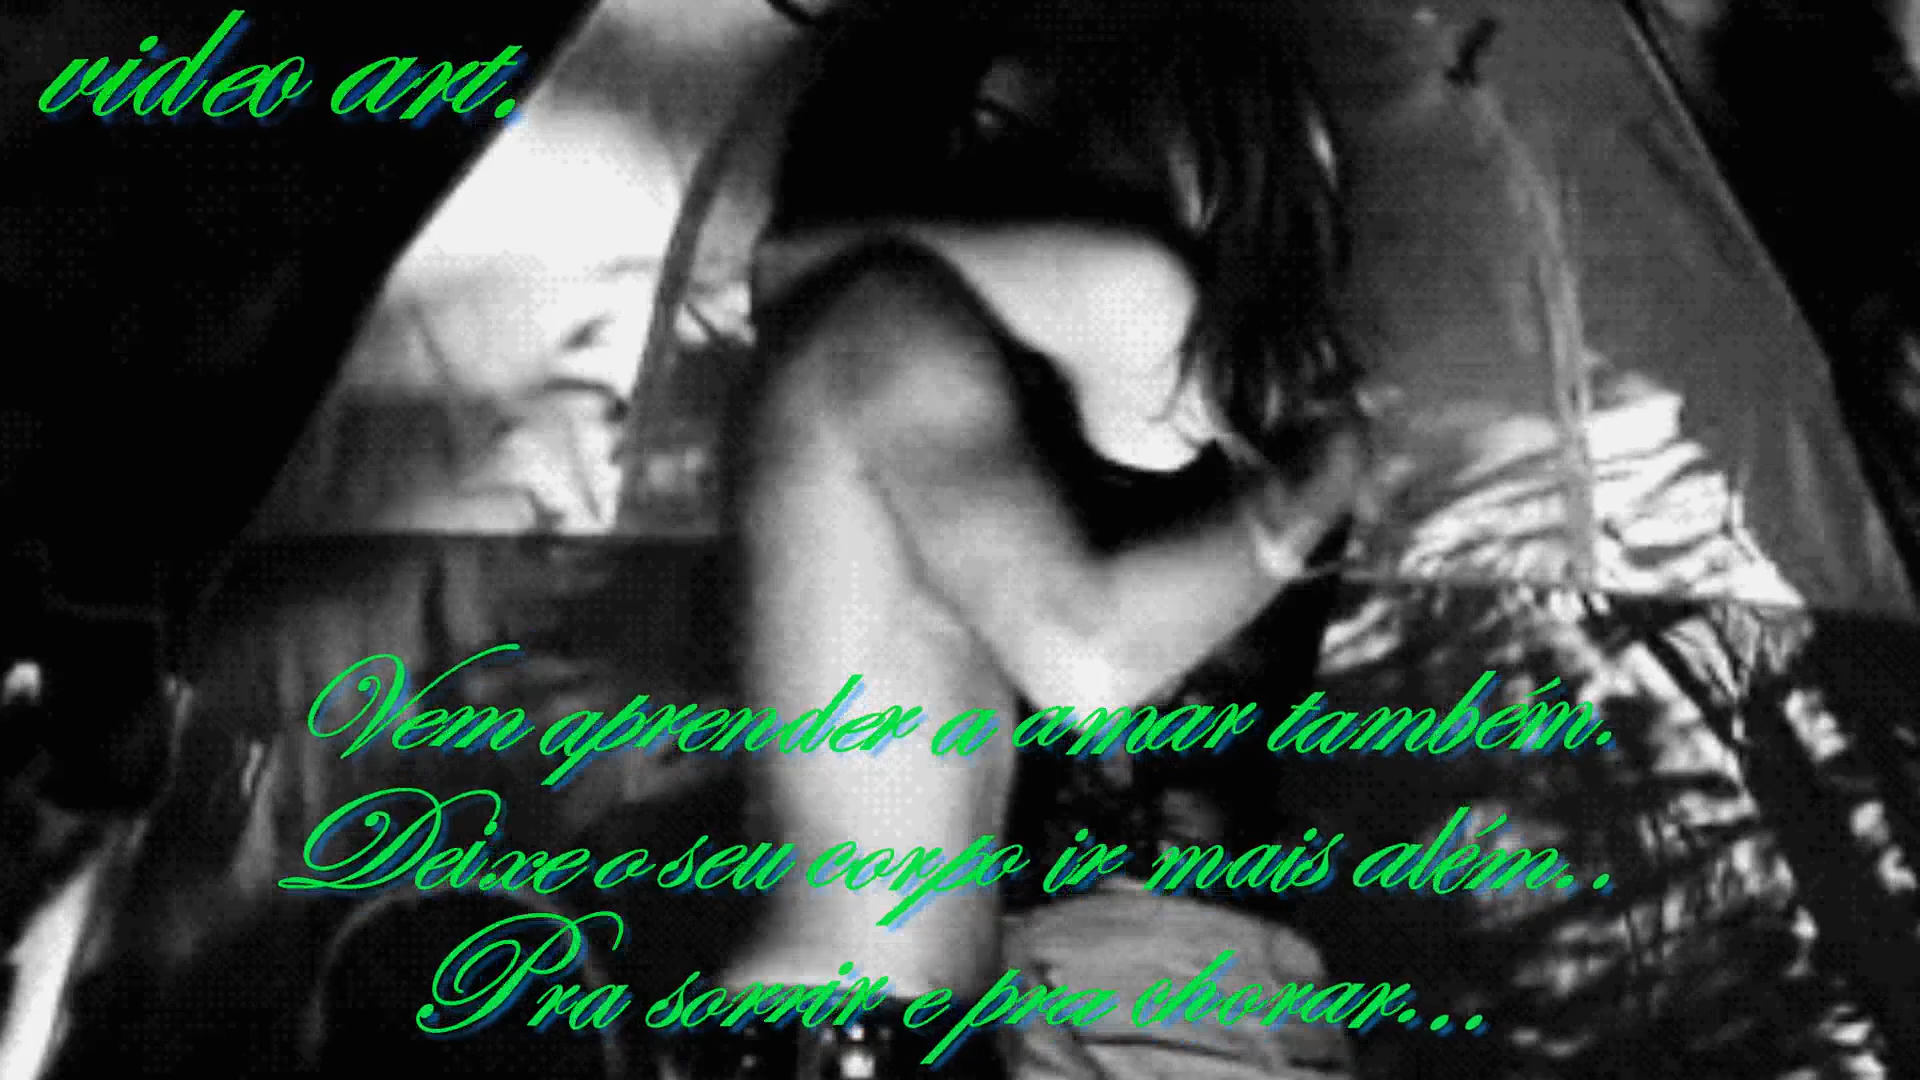 video art.
Vem aprender a amar também.
Deixe o seu corpo ir mais além..
Pra sorrir e pra chorar...